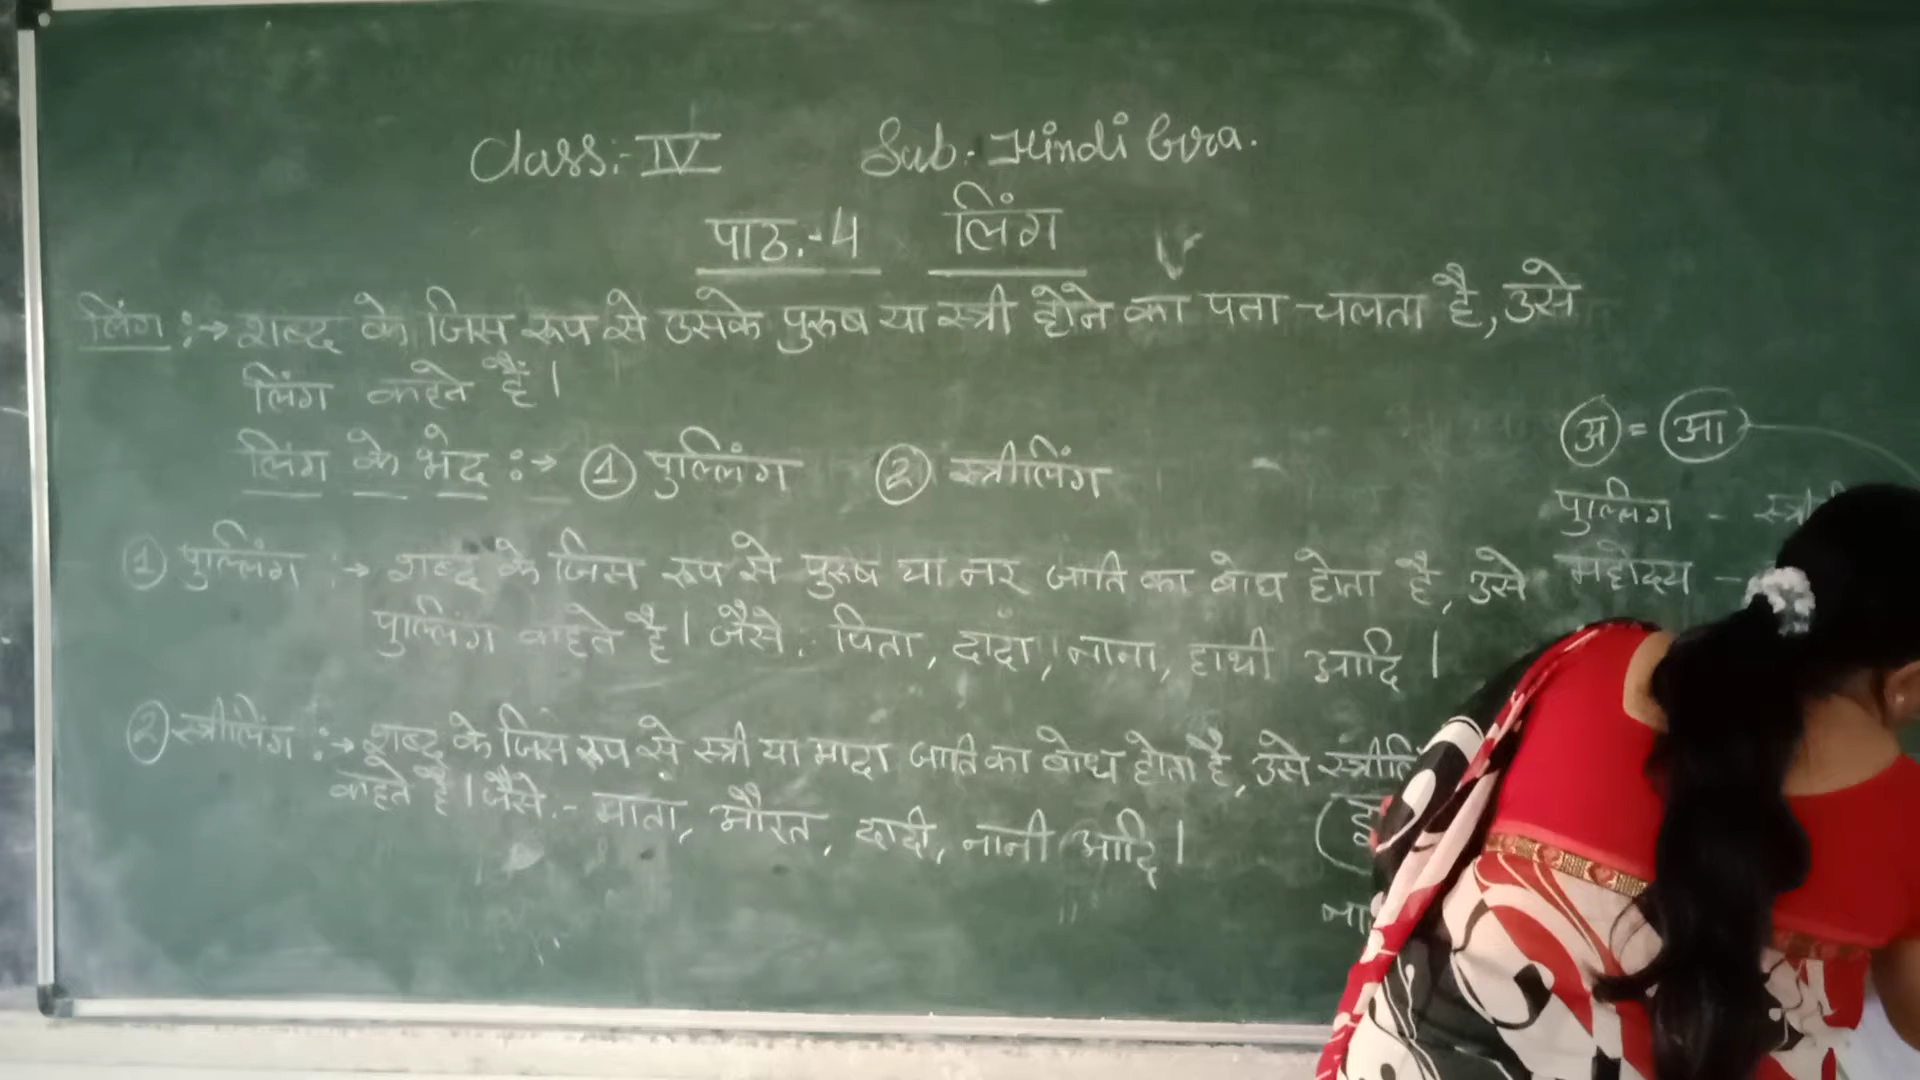 Class:- IV Sub.- Hindi Gra.
पाठ.-4 लिंग
लिंग :→ शब्द के जिस रूप से उसके पुरुष या स्त्री होने का पता चलता है, उसे
लिंग कहते हैं।
लिंग के भेद :→ ① पुल्लिंग ② स्त्रीलिंग
① पुल्लिंग :→ शब्द के जिस रूप से पुरुष या नर जाति का बोध होता है, उसे
पुल्लिंग कहते है। जैसे:- पिता, दादा, नाना, हाथी आदि।
② स्त्रीलिंग :→ शब्द के जिस रूप से स्त्री या मादा जाति का बोध होता है, उसे
कहते है। जैसे:- माता, औरत, दादी, नानी आदि।
अ = आ
पुल्लिग -
महोदय -